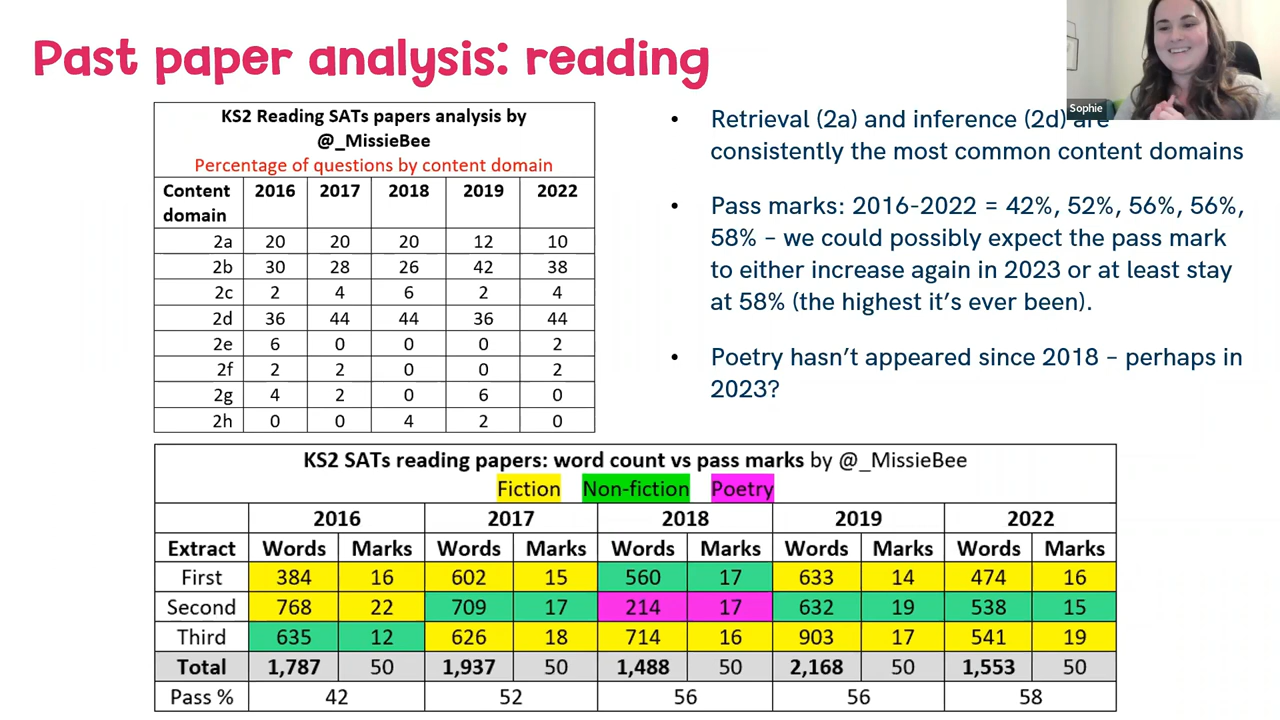 Past paper analysis: reading
Sophie
KS2 Reading SATs papers analysis by
@_MissieBee
Percentage of questions by content domain
Content domain 2016 2017 2018 2019 2022
2a 20 20 20 12 10
2b 30 28 26 42 38
2c 2 4 6 2 4
2d 36 44 44 36 44
2e 6 0 0 0 2
2f 2 2 0 0 2
2g 4 2 0 6 0
2h 0 0 4 2 0
• Retrieval (2a) and inference (2d) are
consistently the most common content domains
• Pass marks: 2016-2022 = 42%, 52%, 56%, 56%,
58% – we could possibly expect the pass mark
to either increase again in 2023 or at least stay
at 58% (the highest it's ever been).
• Poetry hasn't appeared since 2018 – perhaps in
2023?
KS2 SATs reading papers: word count vs pass marks by @_MissieBee
Fiction Non-fiction Poetry
2016 2017 2018 2019 2022
Extract Words Marks Words Marks Words Marks Words Marks Words Marks
First 384 16 602 15 560 17 633 14 474 16
Second 768 22 709 17 214 17 632 19 538 15
Third 635 12 626 18 714 16 903 17 541 19
Total 1,787 50 1,937 50 1,488 50 2,168 50 1,553 50
Pass % 42 52 56 56 58